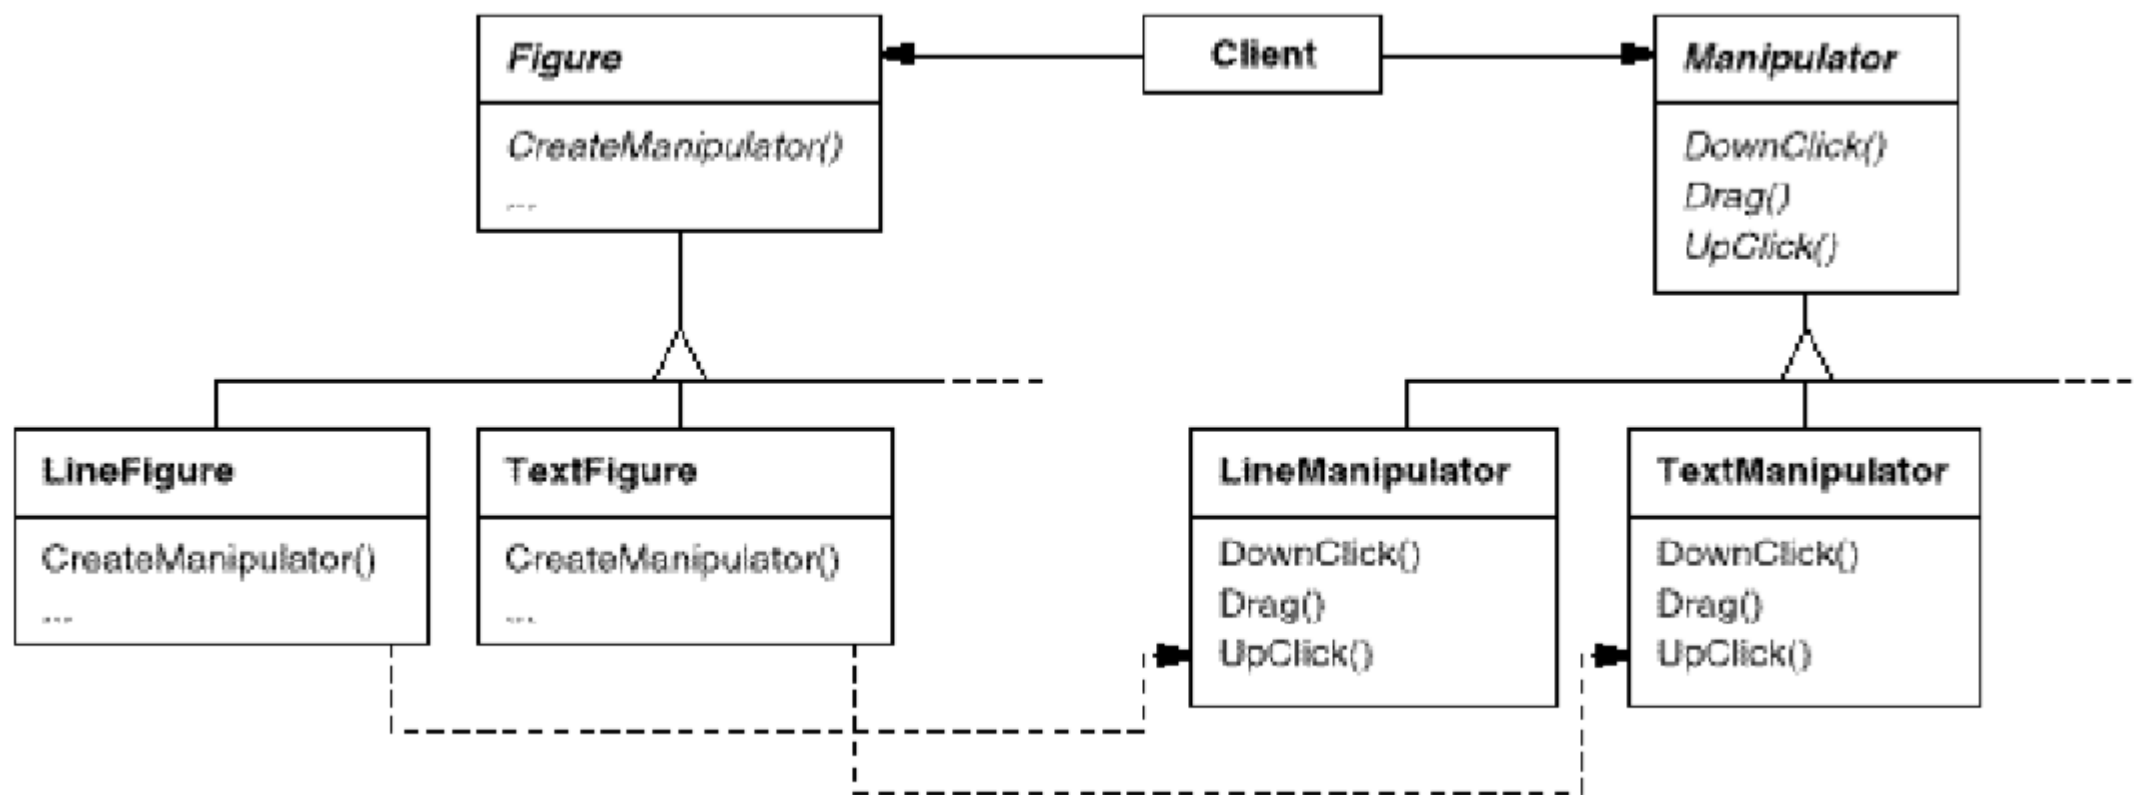 Figure
CreateManipulator()
...
Client
Manipulator
DownClick()
Drag()
UpClick()
LineFigure
CreateManipulator()
...
TextFigure
CreateManipulator()
...
LineManipulator
DownClick()
Drag()
UpClick()
TextManipulator
DownClick()
Drag()
UpClick()